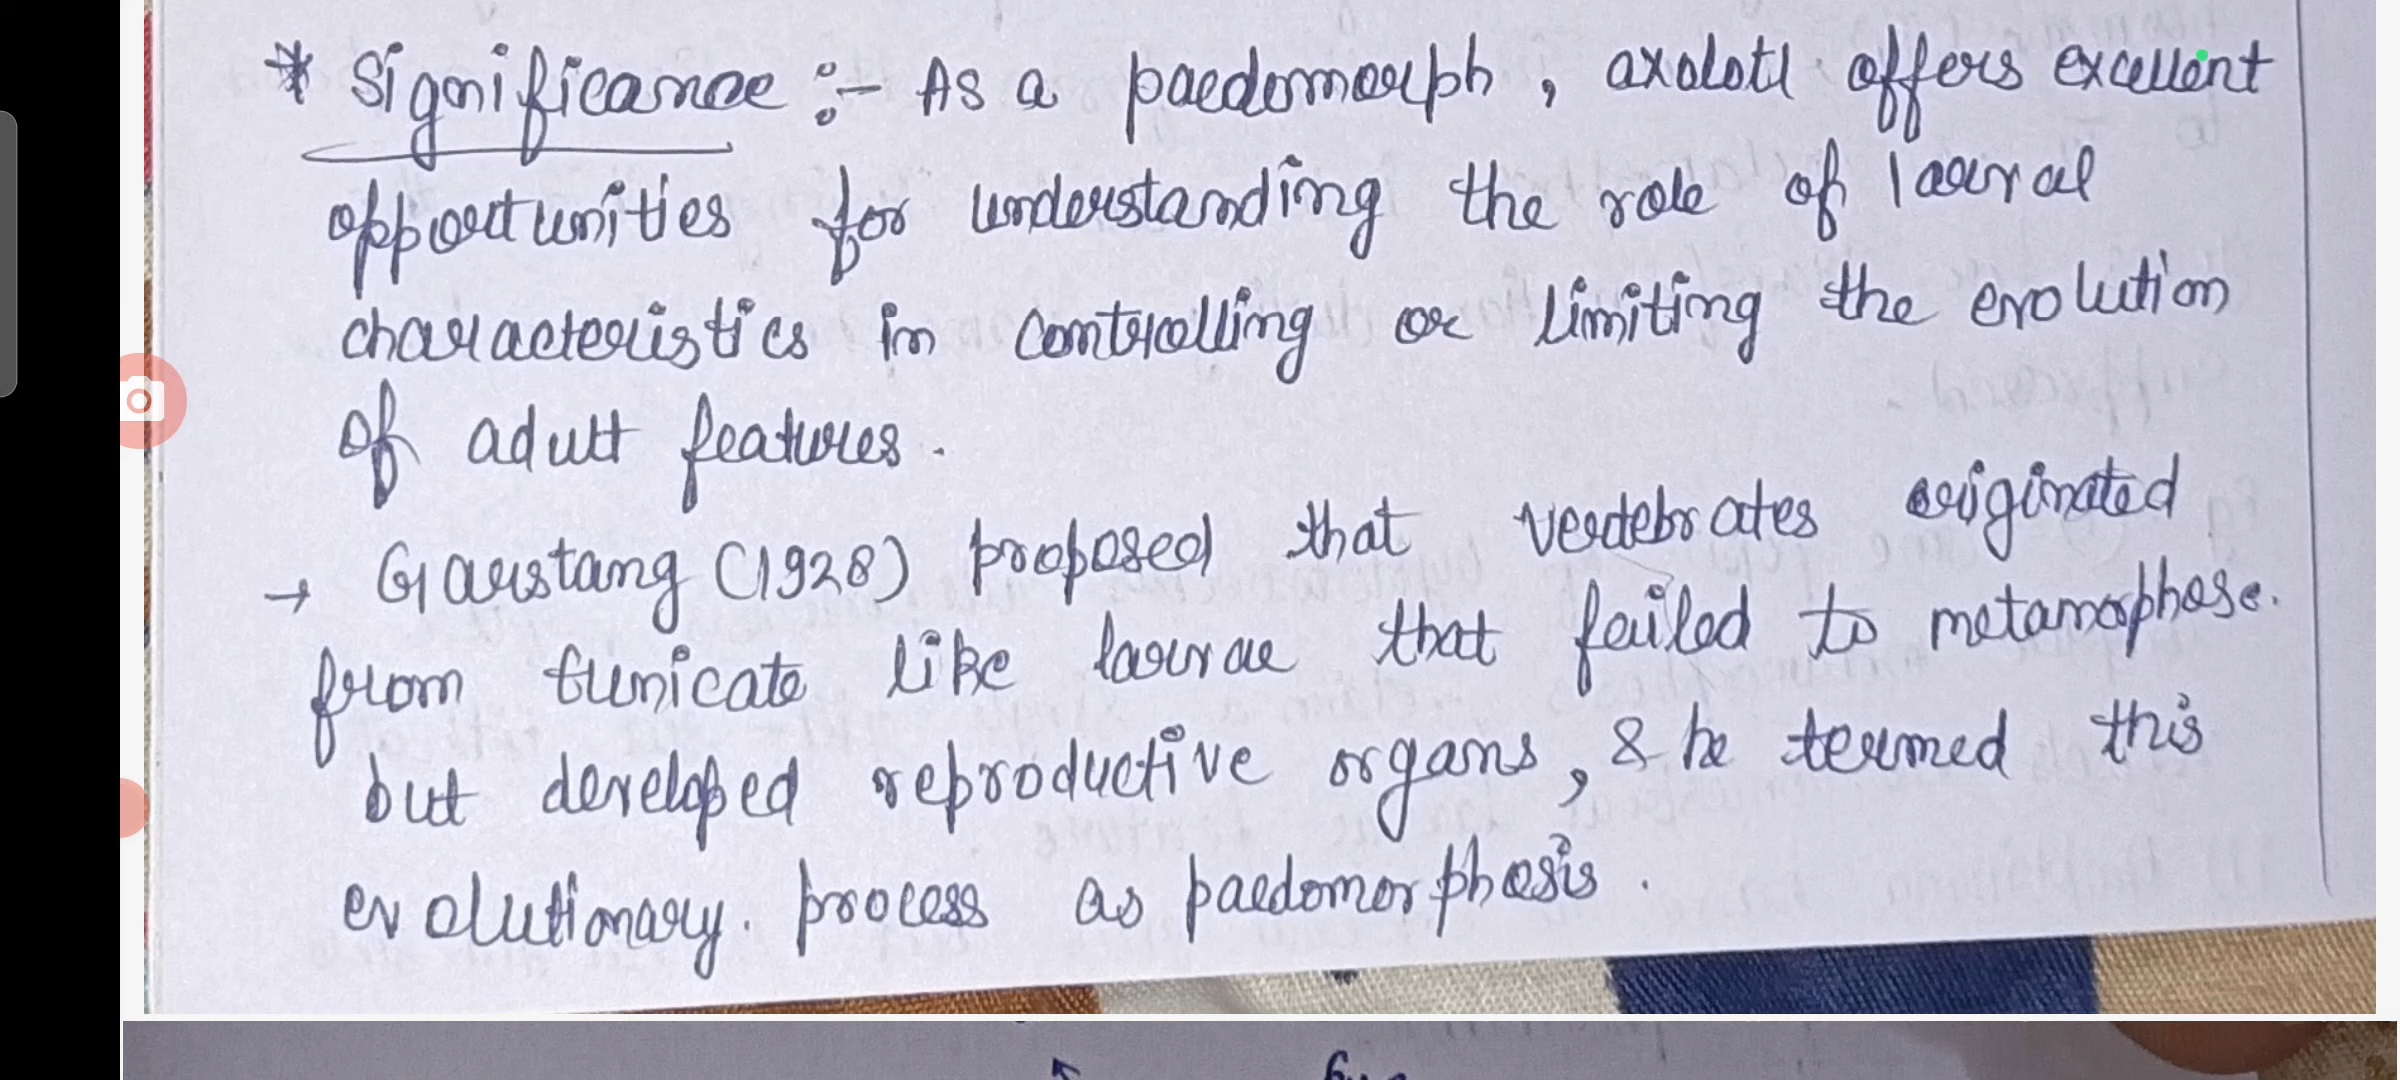 * Significance :- As a paedomorph, axolotl offers excellent
opportunities for understanding the role of larval
characteristics in controlling or limiting the evolution
of adult features.
→ Garstang (1928) proposed that vertebrates originated
from tunicate like larvae that failed to metamorphose.
but developed reproductive organs, & he termed this
evolutionary. process as paedomorphosis.